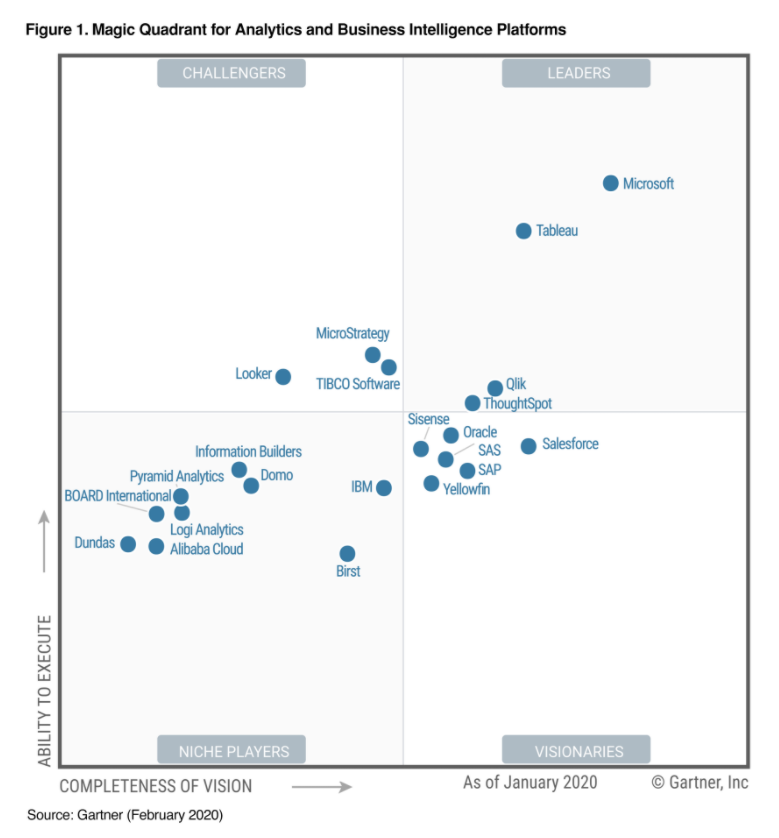 Figure 1. Magic Quadrant for Analytics and Business Intelligence Platforms
CHALLENGERS
LEADERS
Microsoft
Tableau
MicroStrategy
Looker
TIBCO Software
Qlik
ThoughtSpot
Sisense
Oracle
Salesforce
SAS
Information Builders
SAP
Pyramid Analytics
Domo
IBM
Yellowfin
BOARD International
Logi Analytics
Dundas
Alibaba Cloud
Birst
ABILITY TO EXECUTE
NICHE PLAYERS
VISIONARIES
COMPLETENESS OF VISION
As of January 2020
© Gartner, Inc
Source: Gartner (February 2020)